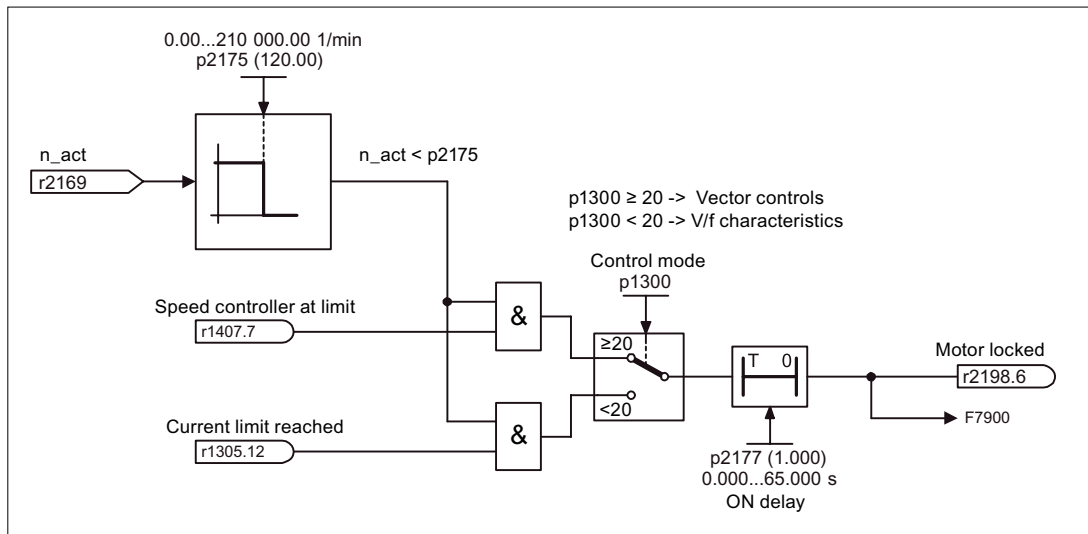 0.00...210 000.00 1/min
p2175 (120.00)
n_act
r2169
n_act < p2175
p1300 ≥ 20 -> Vector controls
p1300 < 20 -> V/f characteristics
Control mode
p1300
Speed controller at limit
r1407.7
&
≥20
<20
T 0
Motor locked
r2198.6
F7900
Current limit reached
r1305.12
&
p2177 (1.000)
0.000...65.000 s
ON delay